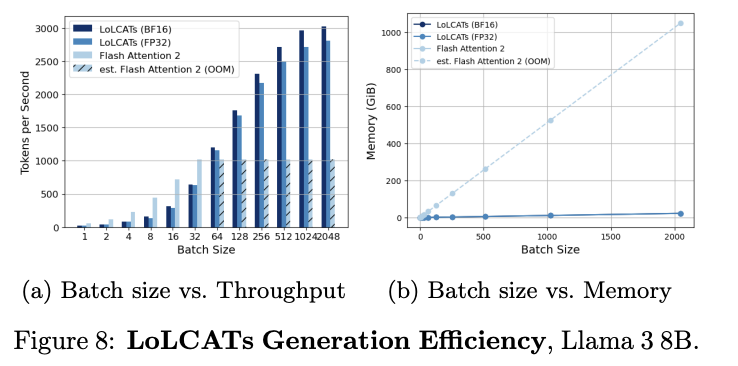 LoLCATs (BF16)
LoLCATs (FP32)
Flash Attention 2
est. Flash Attention 2 (OOM)
Tokens per Second
3000
2500
2000
1500
1000
500
0
1 2 4 8 16 32 64 128 256 512 1024 2048
Batch Size
LoLCATs (BF16)
LoLCATs (FP32)
Flash Attention 2
est. Flash Attention 2 (OOM)
Memory (GiB)
1000
800
600
400
200
0
0 500 1000 1500 2000
Batch Size
(a) Batch size vs. Throughput
(b) Batch size vs. Memory
Figure 8: LoLCATs Generation Efficiency, Llama 3 8B.